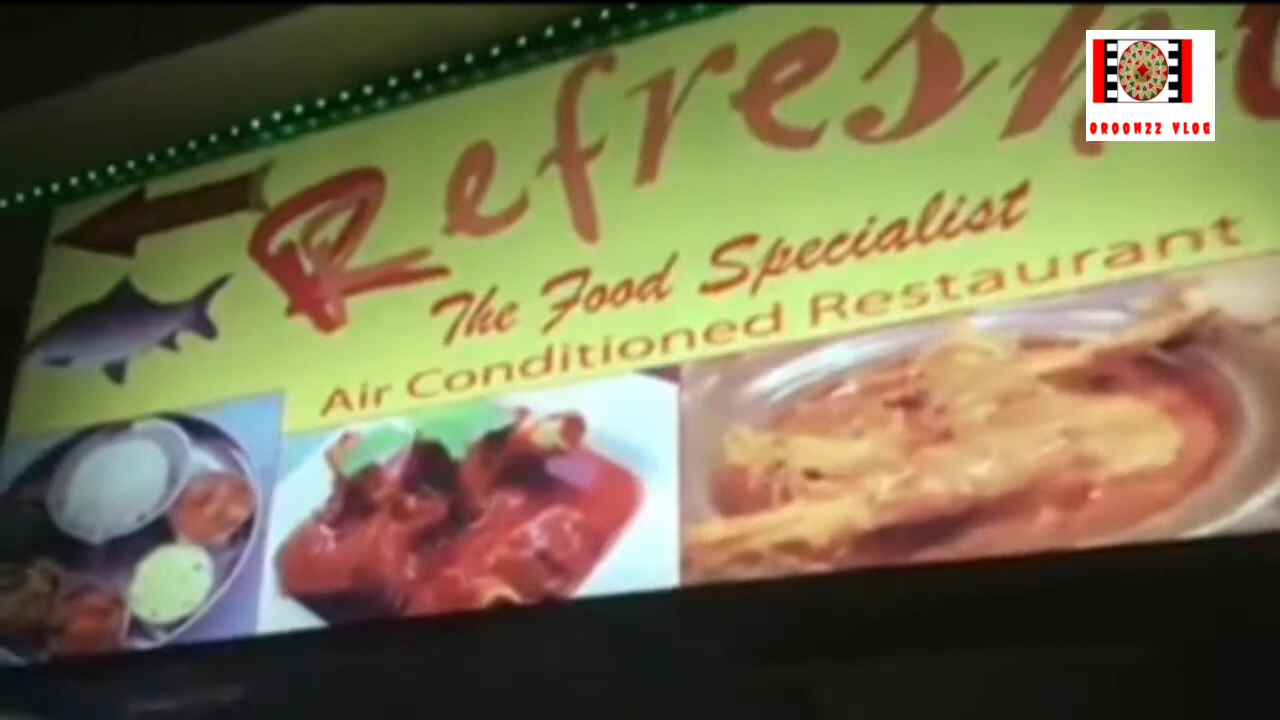 Refresh
The Food Specialist
Air Conditioned Restaurant
OROONZZ VLOG